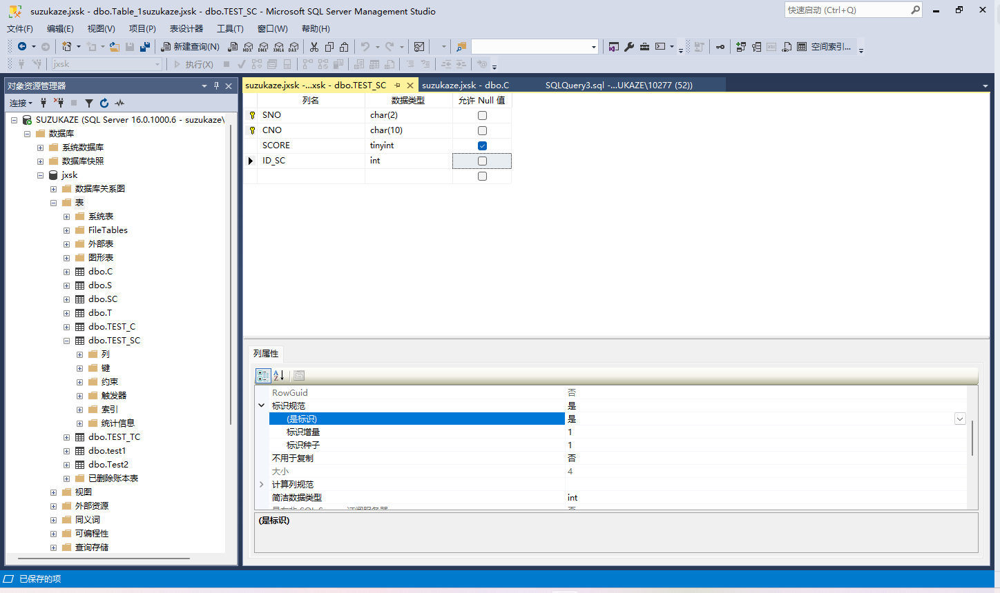 suzukaze.jxsk - dbo.Table_1suzukaze.jxsk - dbo.TEST_SC - Microsoft SQL Server Management Studio
快速启动 (Ctrl+Q)
文件(F) 编辑(E) 视图(V) 项目(P) 表设计器 工具(T) 窗口(W) 帮助(H)
新建查询(N) MDX DMX XMLA DAX 空间索引...
jxsk 执行(X)
对象资源管理器
连接
SUZUKAZE (SQL Server 16.0.1000.6 - suzukaze\
数据库
系统数据库
数据库快照
jxsk
数据库关系图
表
系统表
FileTables
外部表
图形表
dbo.C
dbo.S
dbo.SC
dbo.T
dbo.TEST_C
dbo.TEST_SC
列
键
约束
触发器
索引
统计信息
dbo.TEST_TC
dbo.test1
dbo.Test2
已删除账本表
视图
外部资源
同义词
可编程性
查询存储
suzukaze.jxsk -...xsk - dbo.TEST_SC
suzukaze.jxsk - dbo.C
SQLQuery3.sql -...UKAZE\10277 (52))
列名 数据类型 允许 Null 值
SNO char(2)
CNO char(10)
SCORE tinyint
ID_SC int
列属性
RowGuid 否
标识规范 是
(是标识) 是
标识增量 1
标识种子 1
不用于复制 否
大小 4
计算列规范
简洁数据类型 int
(是标识)
已保存的项